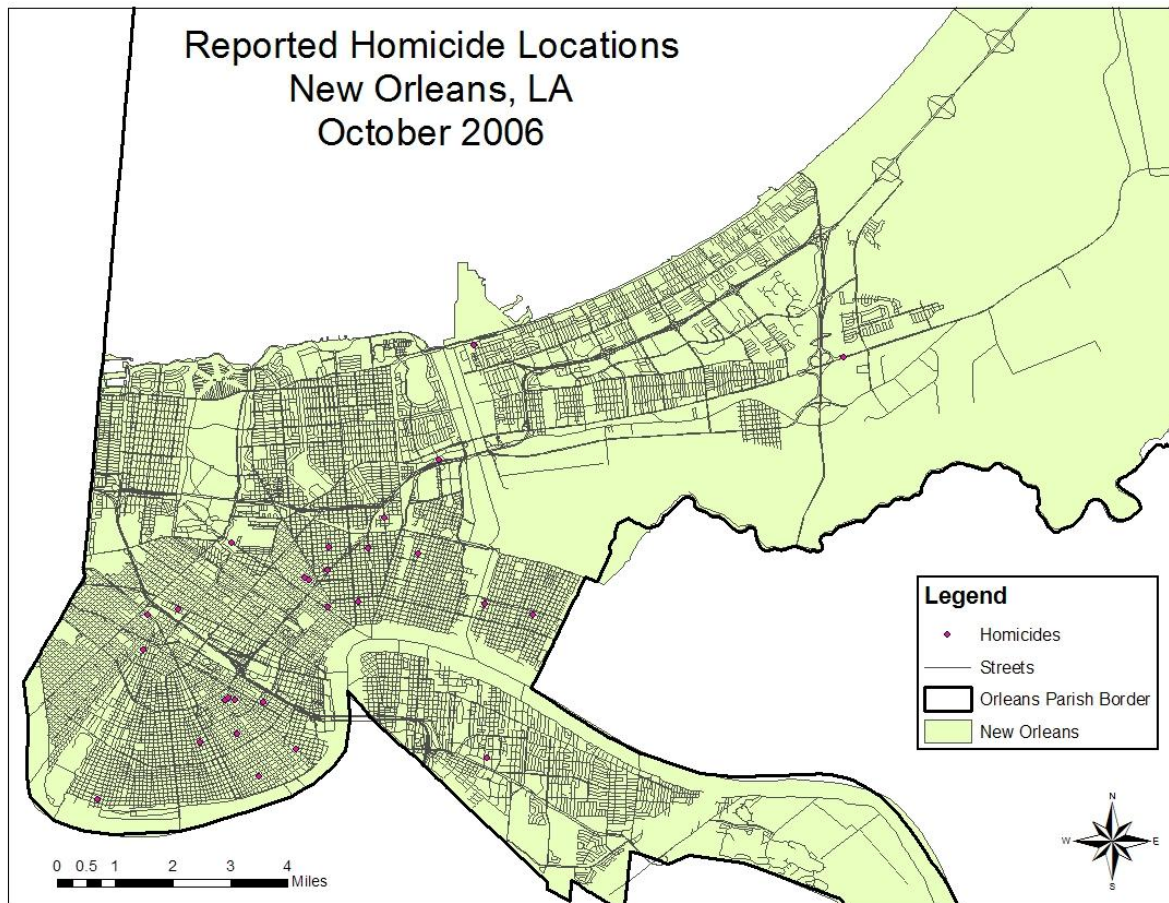 Reported Homicide Locations
New Orleans, LA
October 2006
Legend
Homicides
Streets
Orleans Parish Border
New Orleans
N
W E
S
0 0.5 1 2 3 4
Miles